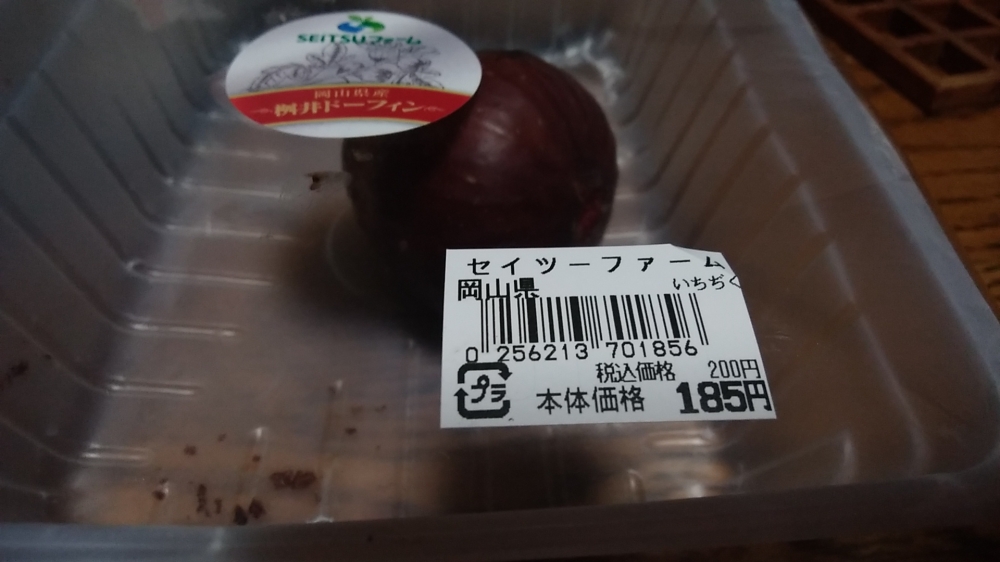 SEITSUファーム
岡山県産
桝井ドーフィン
セイツーファーム
岡山県
いちぢく
0 256213 701856
税込価格 200円
プラ
本体価格 185円